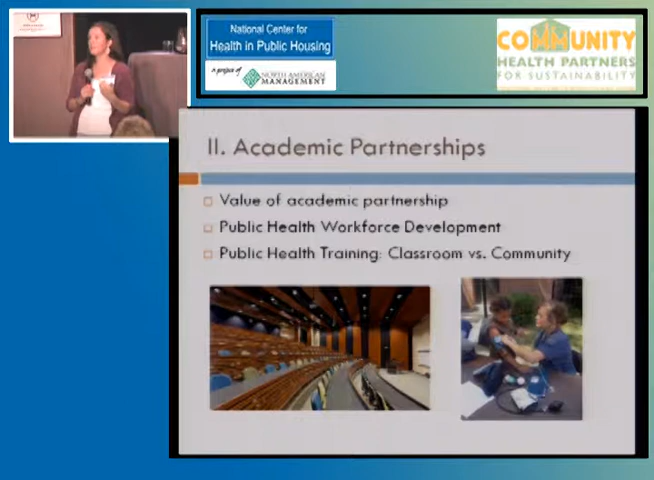 National Center for
Health in Public Housing
a project of
NORTH AMERICAN
MANAGEMENT
COMMUNITY
HEALTH PARTNERS
FOR SUSTAINABILITY
II. Academic Partnerships
Value of academic partnership
Public Health Workforce Development
Public Health Training: Classroom vs. Community